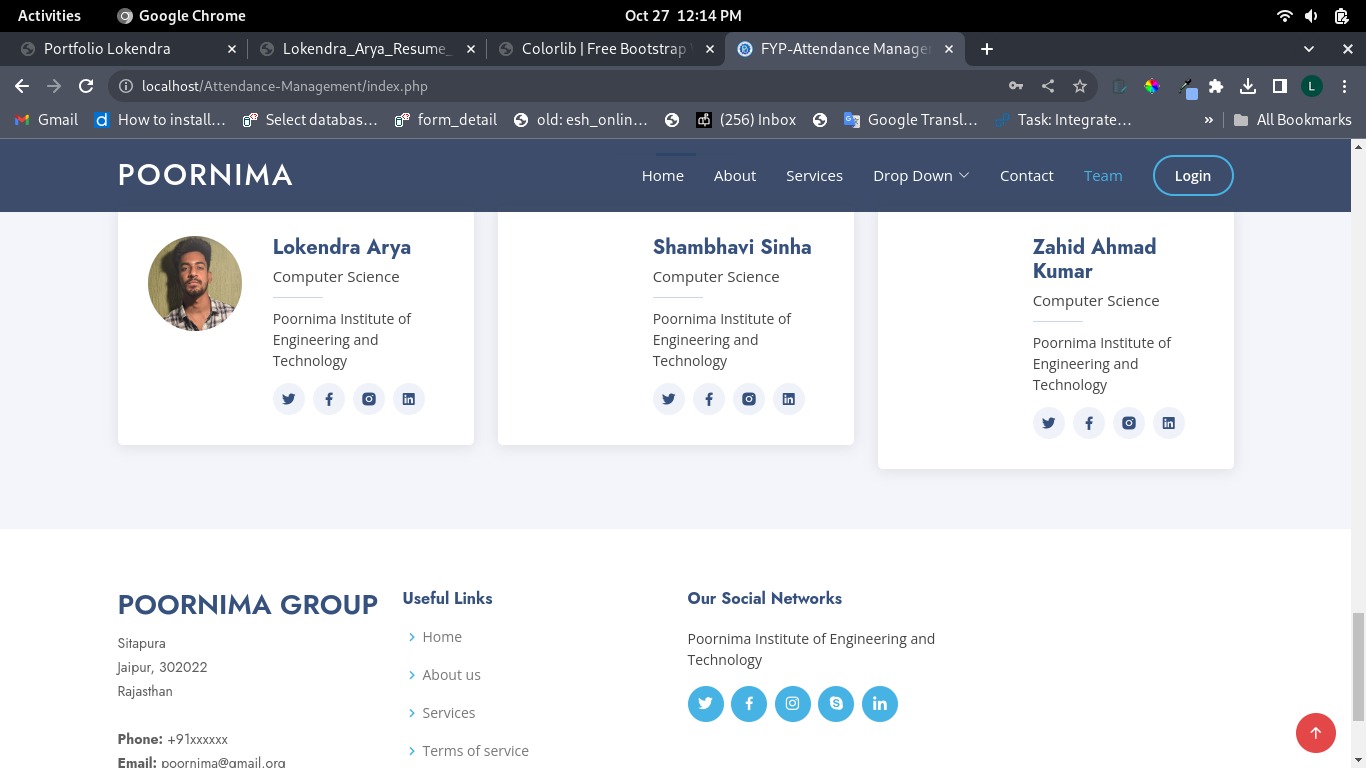 Activities
Google Chrome
Oct 27 12:14 PM
Portfolio Lokendra
Lokendra_Arya_Resume_
Colorlib | Free Bootstrap
FYP-Attendance Manage
localhost/Attendance-Management/index.php
L
Gmail
How to install…
Select databas…
form_detail
old: esh_onlin…
(256) Inbox
Google Transl…
Task: Integrate…
»
All Bookmarks
POORNIMA
Home
About
Services
Drop Down
Contact
Team
Login
Lokendra Arya
Computer Science
Poornima Institute of
Engineering and
Technology
Shambhavi Sinha
Computer Science
Poornima Institute of
Engineering and
Technology
Zahid Ahmad
Kumar
Computer Science
Poornima Institute of
Engineering and
Technology
POORNIMA GROUP
Sitapura
Jaipur, 302022
Rajasthan
Phone: +91xxxxxx
Email: poornima@gmail.org
Useful Links
Home
About us
Services
Terms of service
Our Social Networks
Poornima Institute of Engineering and
Technology